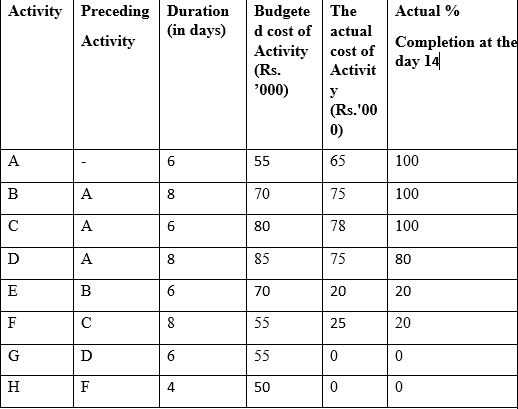 Activity Preceding Activity Duration (in days) Budgete d cost of Activity (Rs. ’000) The actual cost of Activit y (Rs.'00 0) Actual % Completion at the day 14
A - 6 55 65 100
B A 8 70 75 100
C A 6 80 78 100
D A 8 85 75 80
E B 6 70 20 20
F C 8 55 25 20
G D 6 55 0 0
H F 4 50 0 0